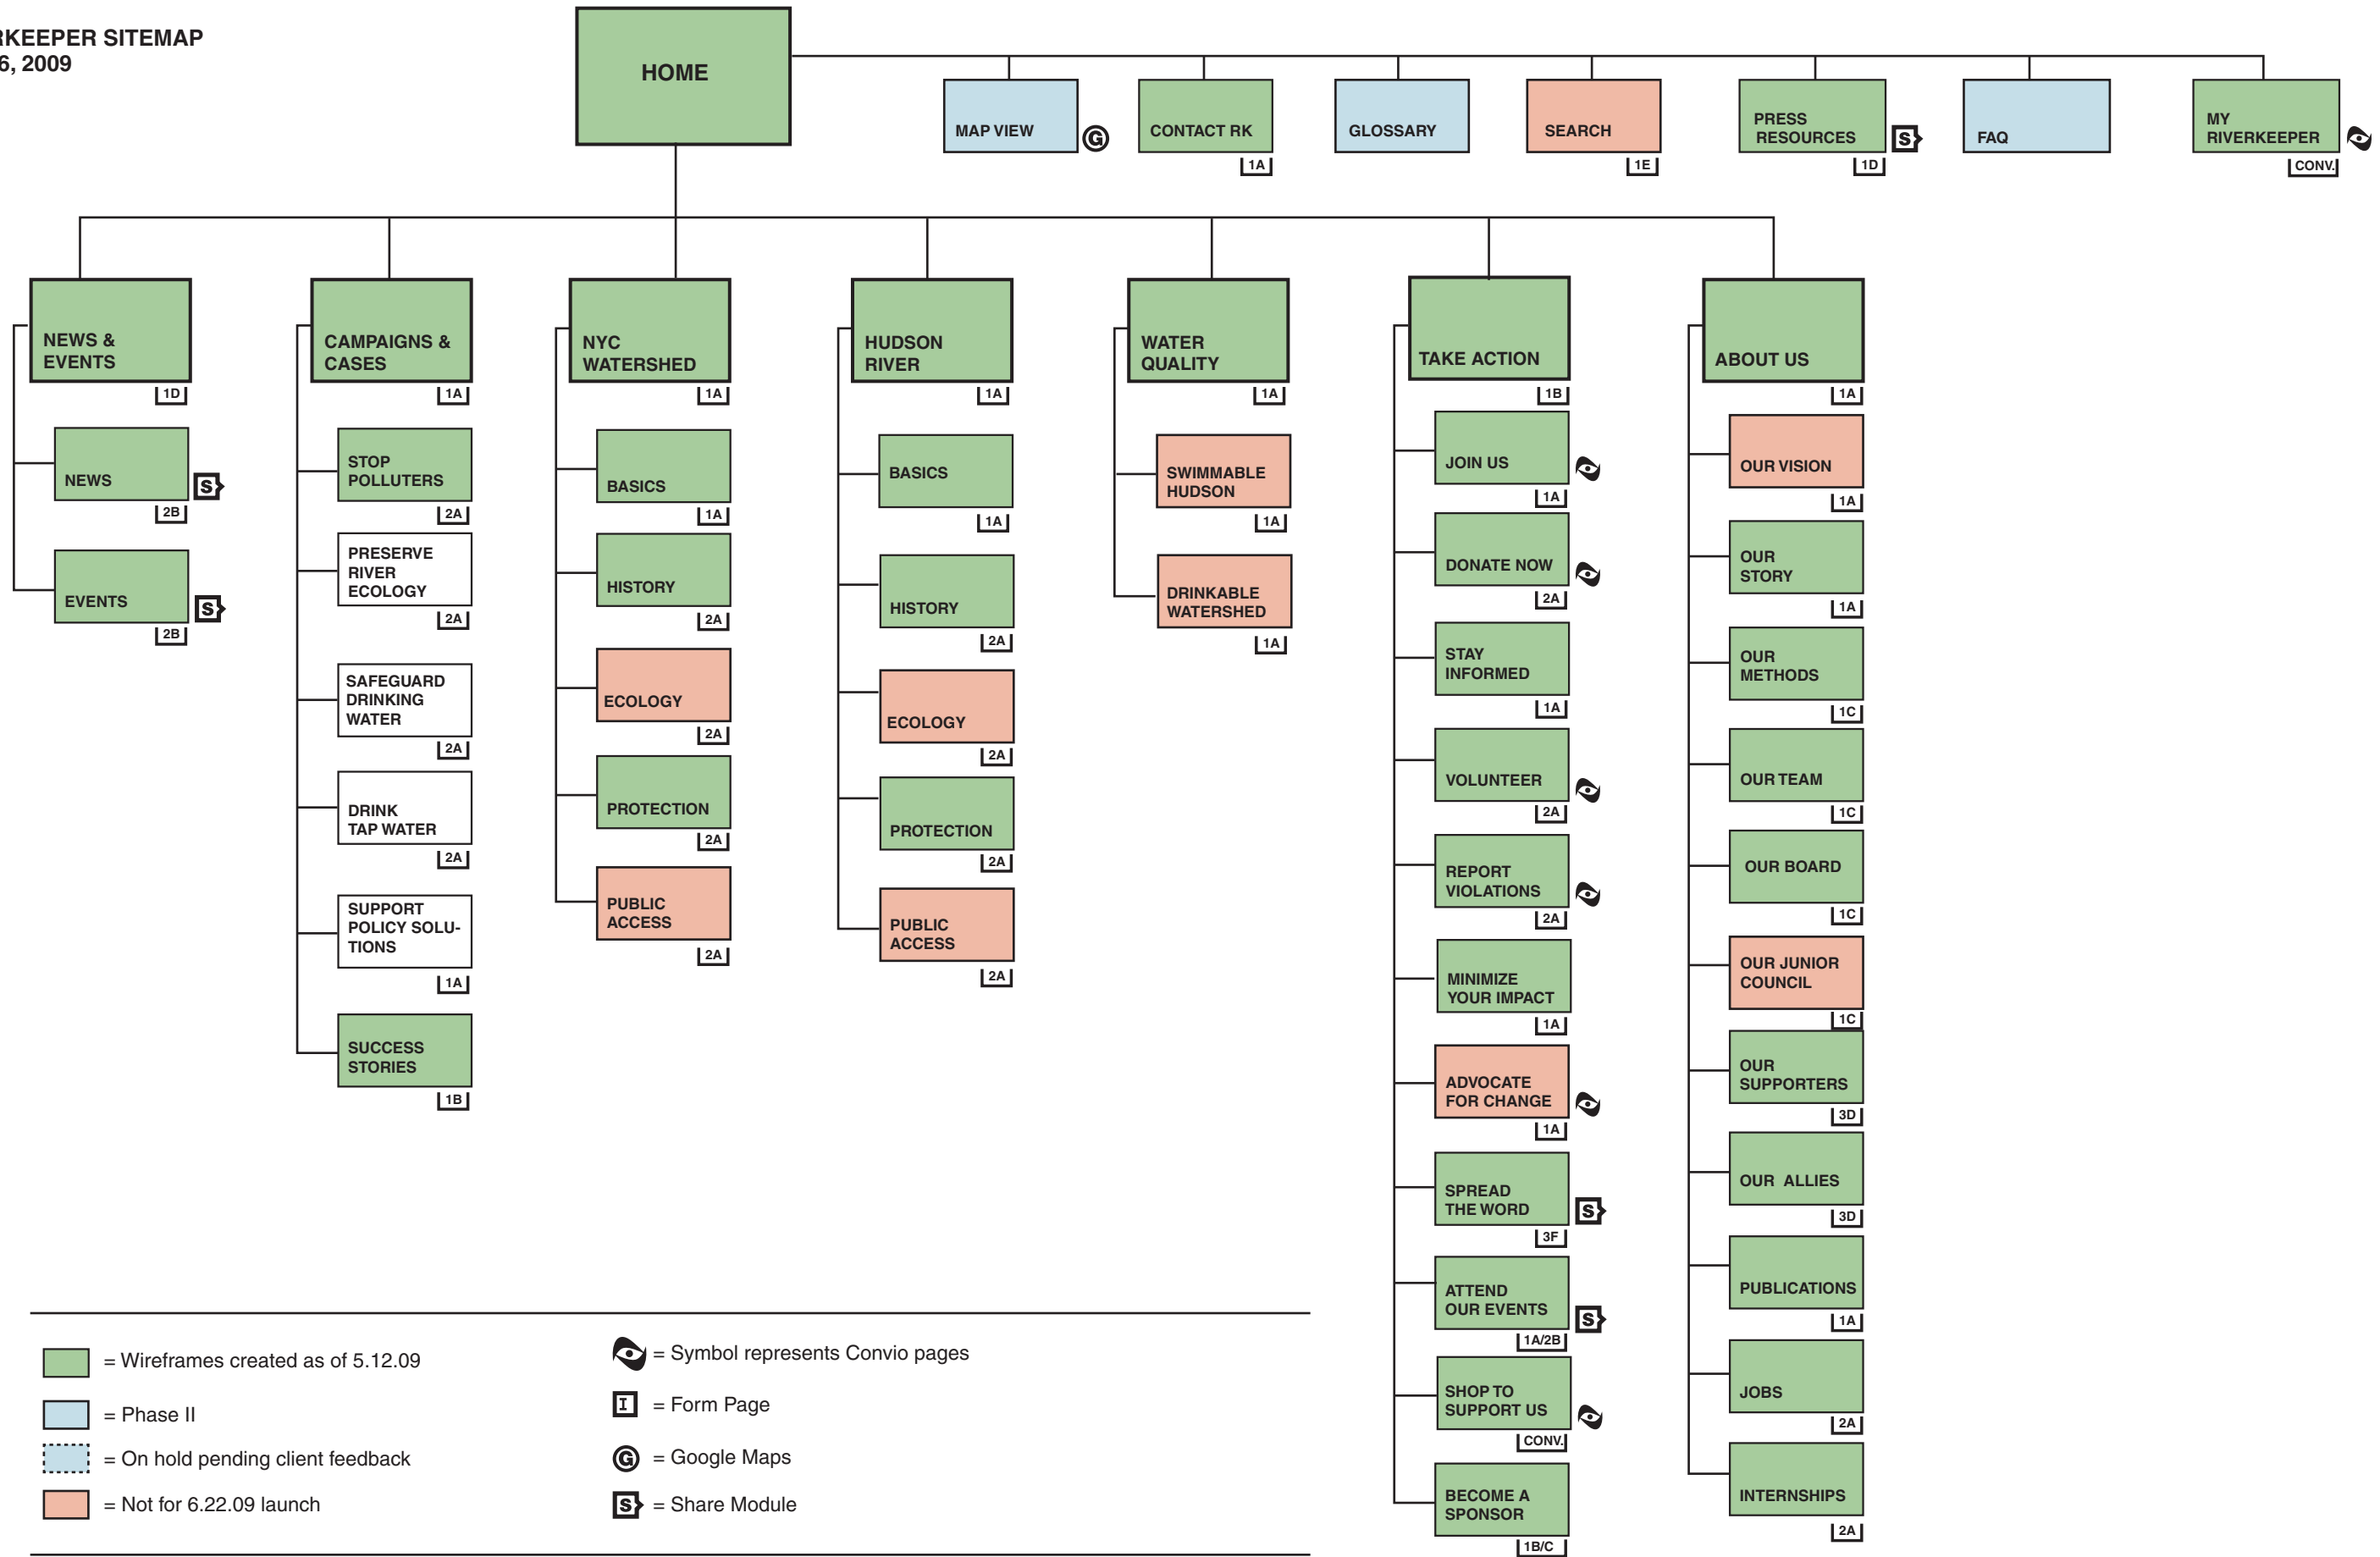 RKEEPER SITEMAP
6, 2009
HOME
MAP VIEW
G
CONTACT RK
1A
GLOSSARY
SEARCH
1E
PRESS
RESOURCES
S
1D
FAQ
MY
RIVERKEEPER
CONV.
NEWS &
EVENTS
1D
NEWS
S
2B
EVENTS
S
2B
CAMPAIGNS &
CASES
1A
STOP
POLLUTERS
2A
PRESERVE
RIVER
ECOLOGY
2A
SAFEGUARD
DRINKING
WATER
2A
DRINK
TAP WATER
2A
SUPPORT
POLICY SOLU-
TIONS
1A
SUCCESS
STORIES
1B
NYC
WATERSHED
1A
BASICS
1A
HISTORY
2A
ECOLOGY
2A
PROTECTION
2A
PUBLIC
ACCESS
2A
HUDSON
RIVER
1A
BASICS
1A
HISTORY
2A
ECOLOGY
2A
PROTECTION
2A
PUBLIC
ACCESS
2A
WATER
QUALITY
1A
SWIMMABLE
HUDSON
1A
DRINKABLE
WATERSHED
1A
TAKE ACTION
1B
JOIN US
1A
DONATE NOW
2A
STAY
INFORMED
1A
VOLUNTEER
2A
REPORT
VIOLATIONS
2A
MINIMIZE
YOUR IMPACT
1A
ADVOCATE
FOR CHANGE
1A
SPREAD
THE WORD
S
3F
ATTEND
OUR EVENTS
S
1A/2B
SHOP TO
SUPPORT US
CONV.
BECOME A
SPONSOR
1B/C
ABOUT US
1A
OUR VISION
1A
OUR
STORY
1A
OUR
METHODS
1C
OUR TEAM
1C
OUR BOARD
1C
OUR JUNIOR
COUNCIL
1C
OUR
SUPPORTERS
3D
OUR ALLIES
3D
PUBLICATIONS
1A
JOBS
2A
INTERNSHIPS
2A
= Wireframes created as of 5.12.09
= Phase II
= On hold pending client feedback
= Not for 6.22.09 launch
= Symbol represents Convio pages
I = Form Page
G = Google Maps
S = Share Module